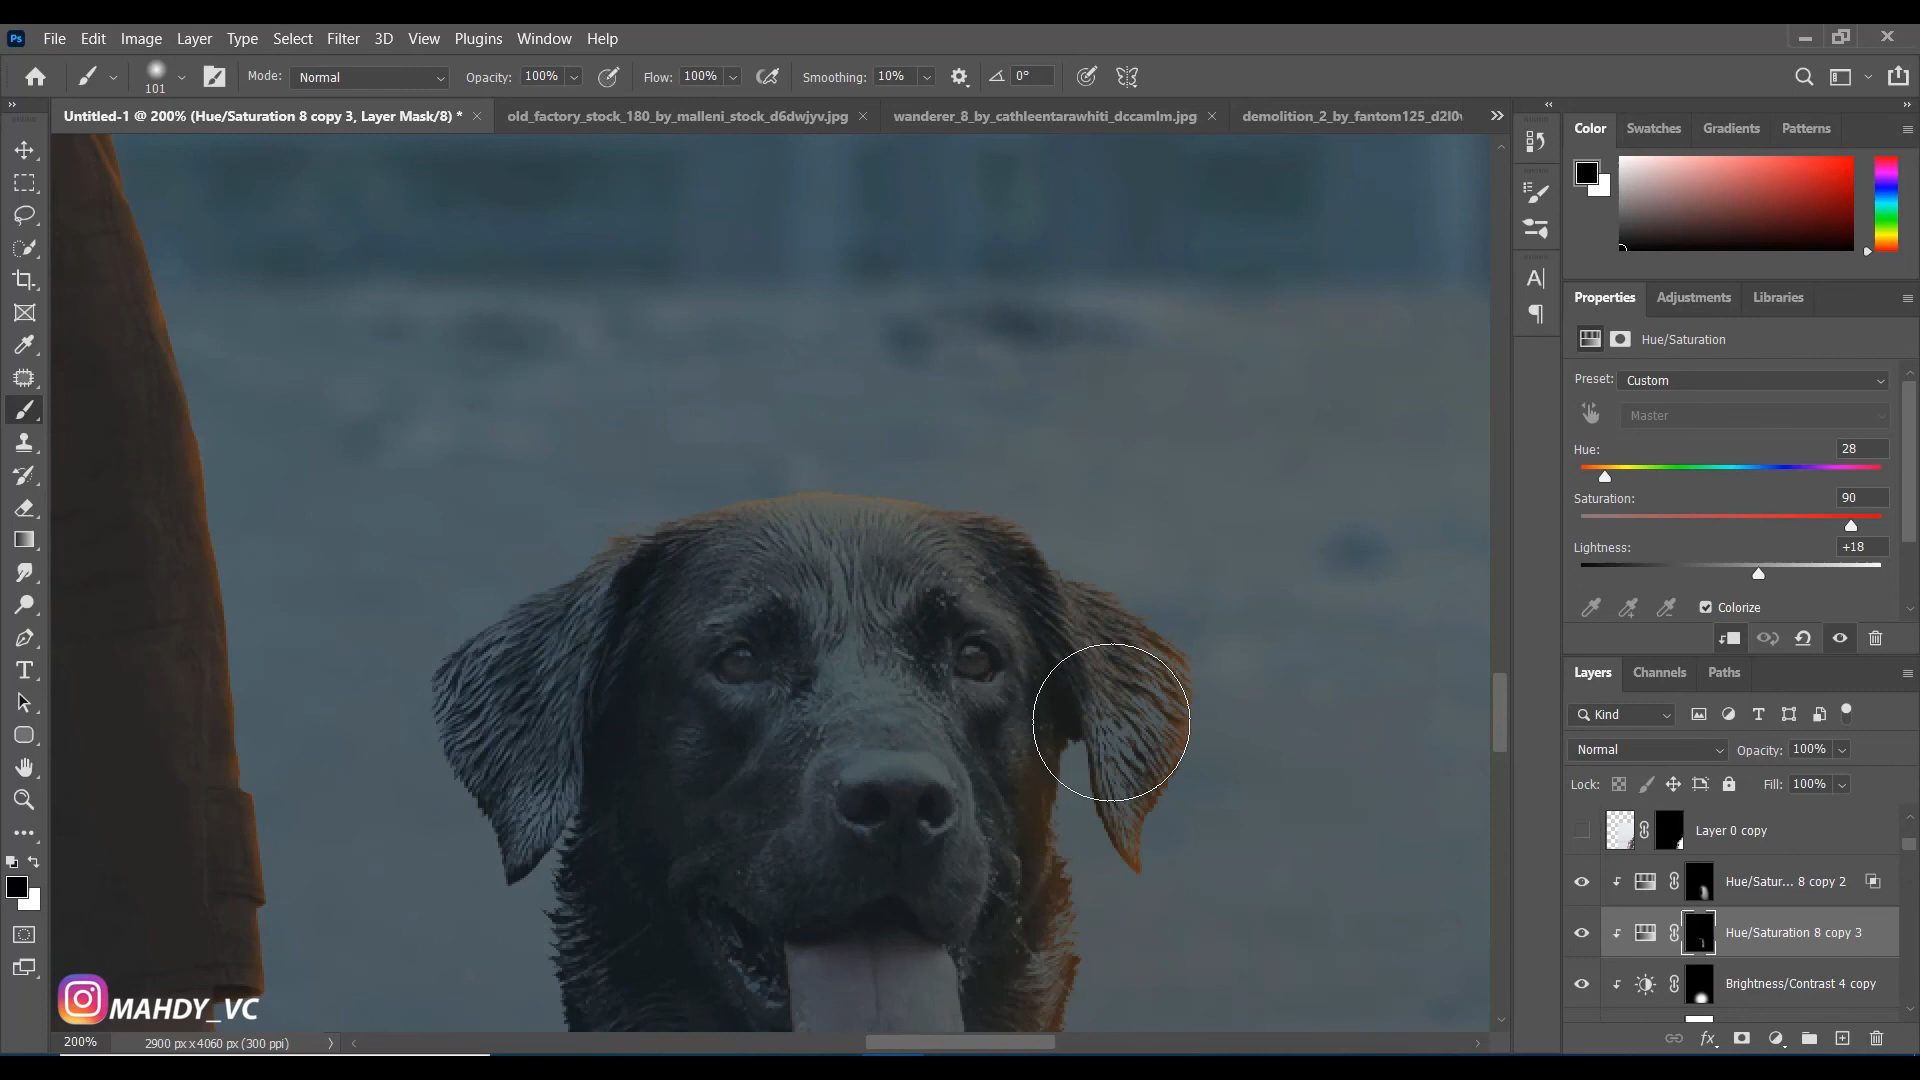 File Edit Image Layer Type Select Filter 3D View Plugins Window Help
101 Mode: Normal Opacity: 100% Flow: 100% Smoothing: 10% 0°
Untitled-1 @ 200% (Hue/Saturation 8 copy 3, Layer Mask/8) *
old_factory_stock_180_by_malleni_stock_d6dwjyv.jpg
wanderer_8_by_cathleentarawhiti_dccamlm.jpg
Color Swatches Gradients Patterns
Properties Adjustments Libraries
Hue/Saturation
Preset: Custom
Master
Hue: 28
Saturation: 90
Lightness: +18
Colorize
Layers Channels Paths
Kind
Normal Opacity: 100%
Lock: Fill: 100%
Layer 0 copy
Hue/Satur... 8 copy 2
Hue/Saturation 8 copy 3
Brightness/Contrast 4 copy
MAHDY_VC
200% 2900 px x 4060 px (300 ppi)